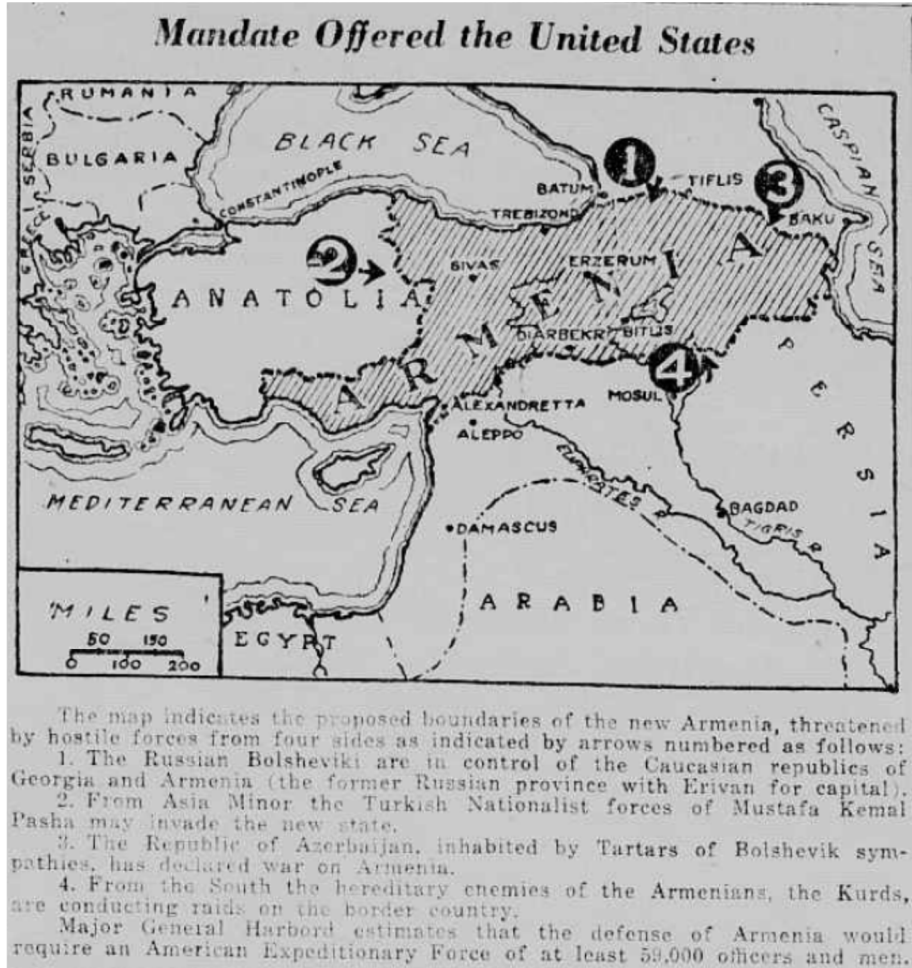 Mandate Offered the United States
RUMANIA
SERBIA
BULGARIA
BLACK SEA
CASPIAN SEA
GREECE
CONSTANTINOPLE
BATUM
TIFLIS
TREBIZOND
BAKU
1
3
2
SIVAS
ERZERUM
ANATOLIA
ARMENIA
DIARBEKR
BITLIS
4
MOSUL
PERSIA
ALEXANDRETTA
ALEPPO
EUPHRATES R.
MEDITERRANEAN SEA
BAGDAD
TIGRIS R.
DAMASCUS
ARABIA
EGYPT
MILES
50 150
0 100 200
The map indicates the proposed boundaries of the new Armenia, threatened
by hostile forces from four sides as indicated by arrows numbered as follows:
1. The Russian Bolsheviki are in control of the Caucasian republics of
Georgia and Armenia (the former Russian province with Erivan for capital).
2. From Asia Minor the Turkish Nationalist forces of Mustafa Kemal
Pasha may invade the new state.
3. The Republic of Azerbaijan, inhabited by Tartars of Bolshevik sym-
pathies, has declared war on Armenia.
4. From the South the hereditary enemies of the Armenians, the Kurds,
are conducting raids on the border country.
Major General Harbord estimates that the defense of Armenia would
require an American Expeditionary Force of at least 59,000 officers and men.